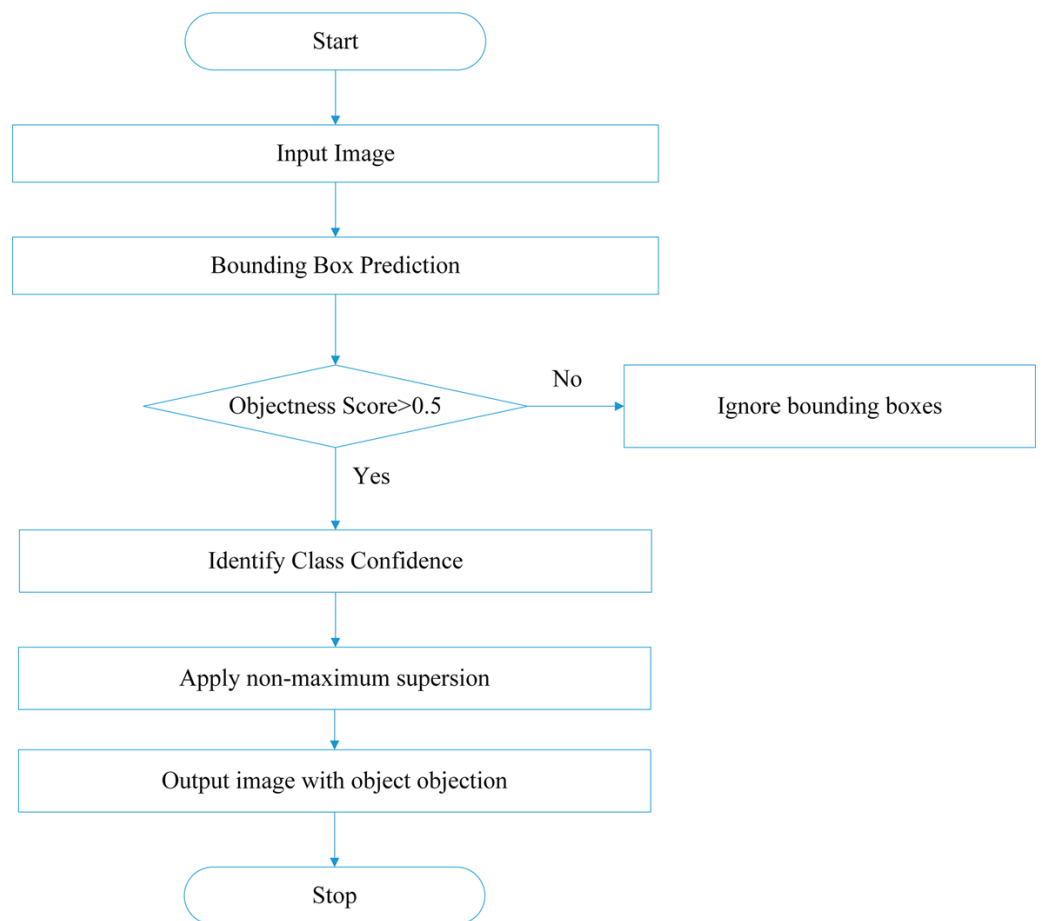 Start
Input Image
Bounding Box Prediction
Objectness Score>0.5
No
Ignore bounding boxes
Yes
Identify Class Confidence
Apply non-maximum supersion
Output image with object objection
Stop